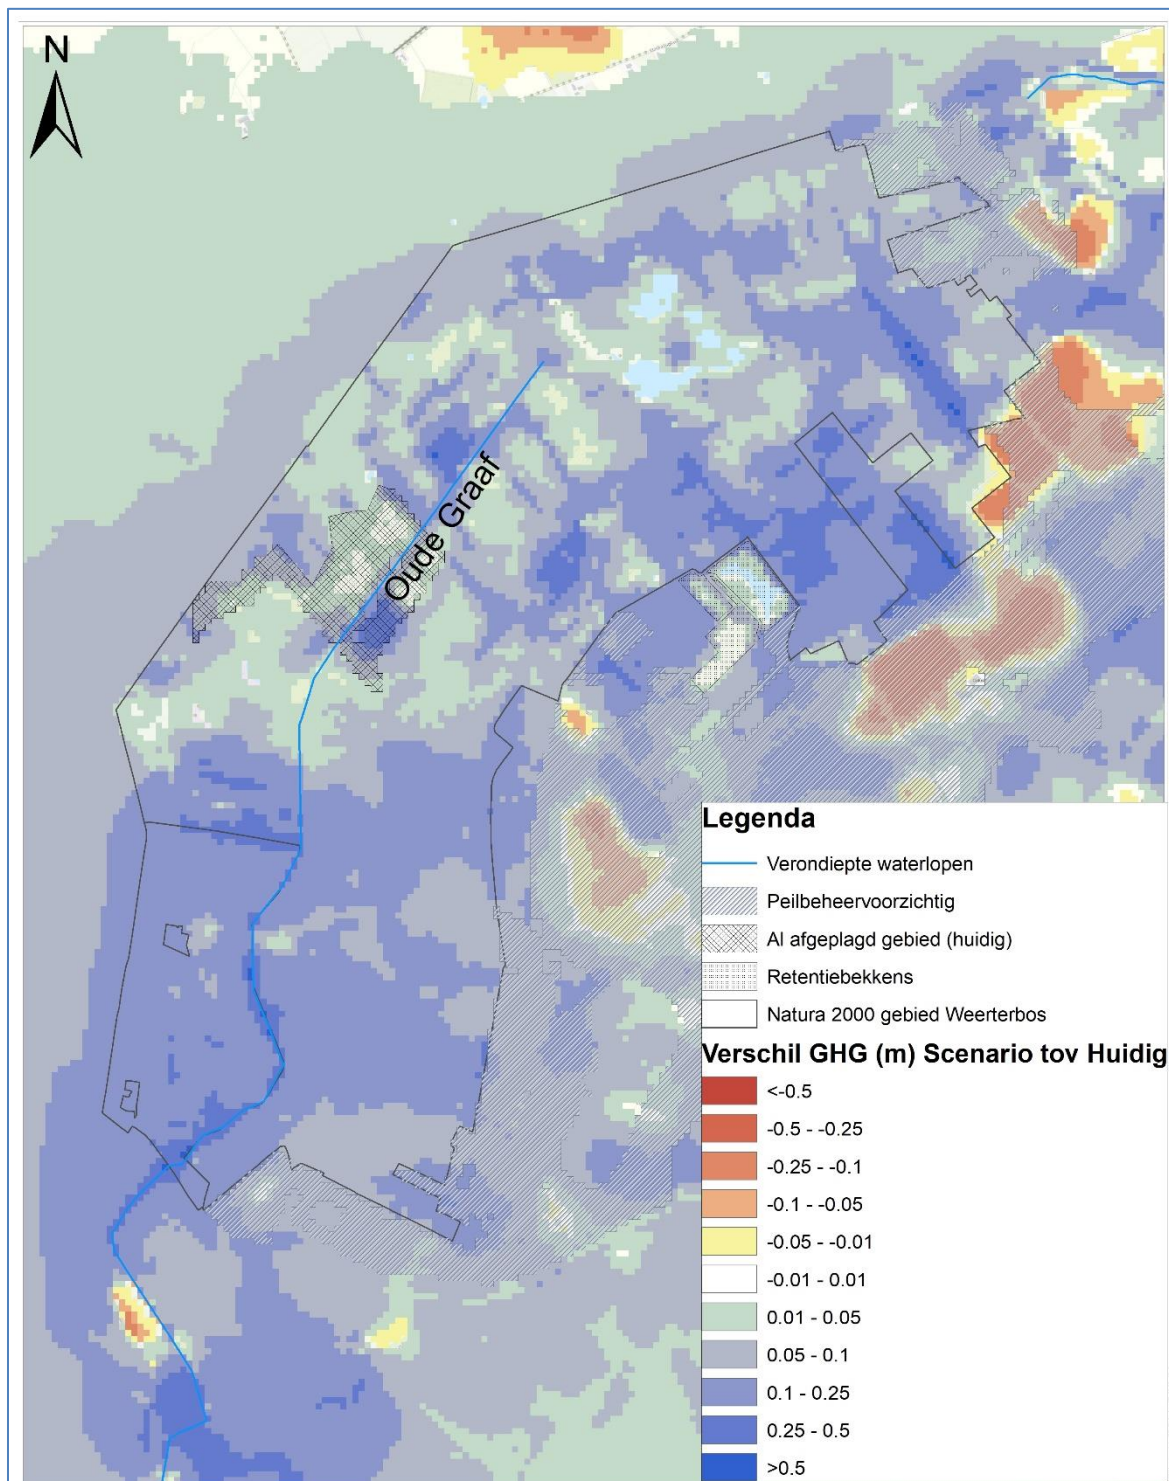 N
Oude Graaf
Legenda
Verondiepte waterlopen
Peilbeheervoorzichtig
Al afgeplagd gebied (huidig)
Retentiebekkens
Natura 2000 gebied Weerterbos
Verschil GHG (m) Scenario tov Huidig
<-0.5
-0.5 - -0.25
-0.25 - -0.1
-0.1 - -0.05
-0.05 - -0.01
-0.01 - 0.01
0.01 - 0.05
0.05 - 0.1
0.1 - 0.25
0.25 - 0.5
>0.5